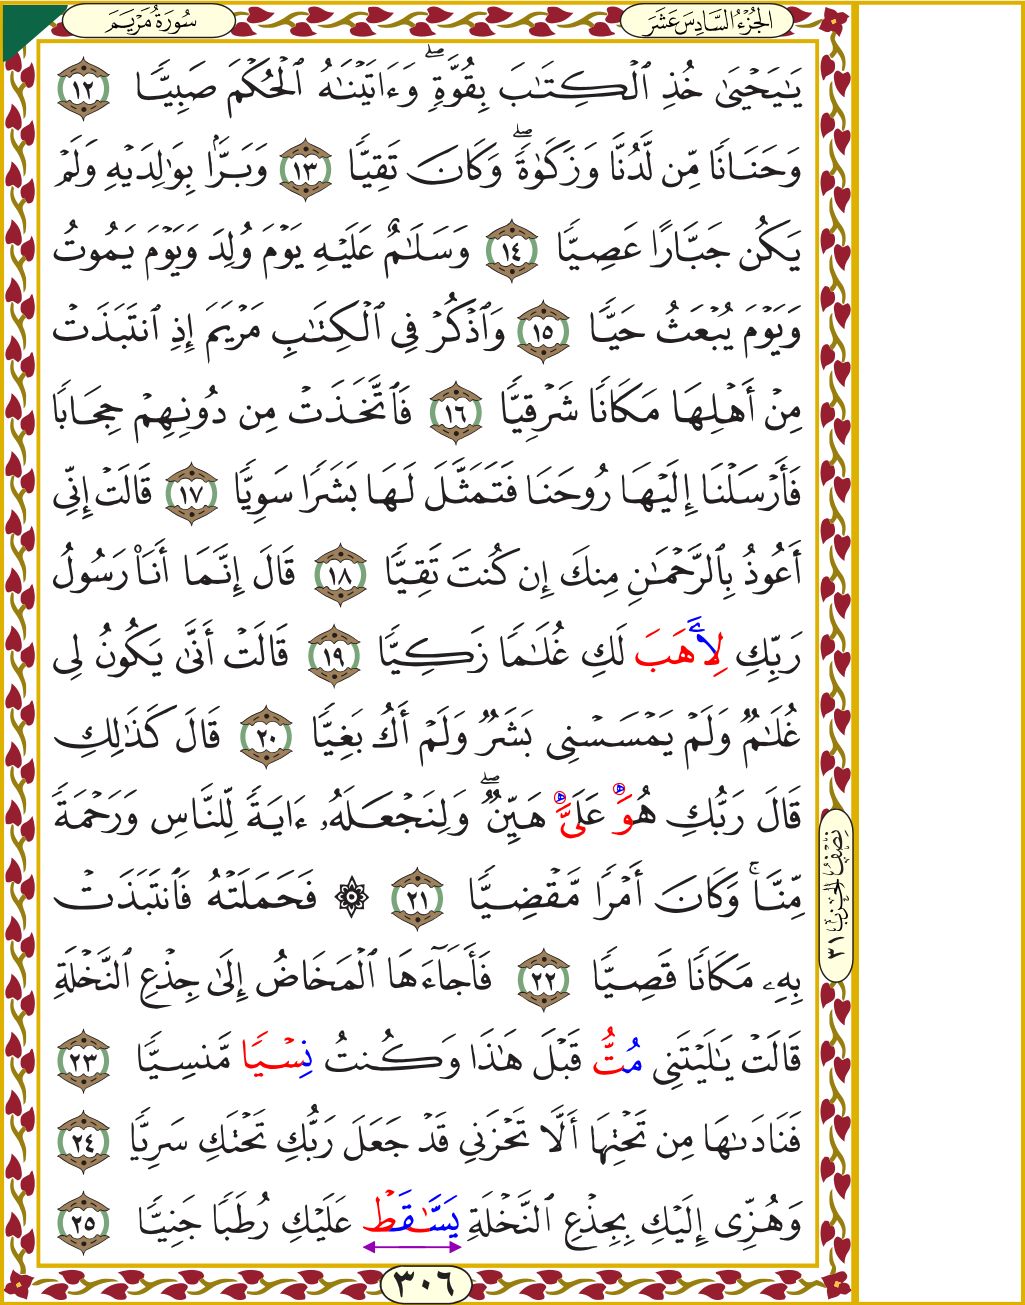 سُورَةُ مَرْيَمَ
الجُزْءُ السَّادِسَ عَشَرَ
يَٰيَحْيَىٰ خُذِ ٱلْكِتَٰبَ بِقُوَّةٍۖ وَءَاتَيْنَٰهُ ٱلْحُكْمَ صَبِيًّا ١٢
وَحَنَانًا مِّن لَّدُنَّا وَزَكَوٰةًۖ وَكَانَ تَقِيًّا ١٣ وَبَرًّۢا بِوَٰلِدَيْهِ وَلَمْ
يَكُن جَبَّارًا عَصِيًّا ١٤ وَسَلَٰمٌ عَلَيْهِ يَوْمَ وُلِدَ وَيَوْمَ يَمُوتُ
وَيَوْمَ يُبْعَثُ حَيًّا ١٥ وَٱذْكُرْ فِي ٱلْكِتَٰبِ مَرْيَمَ إِذِ ٱنتَبَذَتْ
مِنْ أَهْلِهَا مَكَانًا شَرْقِيًّا ١٦ فَٱتَّخَذَتْ مِن دُونِهِمْ حِجَابًا
فَأَرْسَلْنَا إِلَيْهَا رُوحَنَا فَتَمَثَّلَ لَهَا بَشَرًا سَوِيًّا ١٧ قَالَتْ إِنِّي
أَعُوذُ بِٱلرَّحْمَٰنِ مِنكَ إِن كُنتَ تَقِيًّا ١٨ قَالَ إِنَّمَا أَنَا۠ رَسُولُ
رَبِّكِ لِأَهَبَ لَكِ غُلَٰمًا زَكِيًّا ١٩ قَالَتْ أَنَّىٰ يَكُونُ لِي
غُلَٰمٌ وَلَمْ يَمْسَسْنِي بَشَرٌ وَلَمْ أَكُ بَغِيًّا ٢٠ قَالَ كَذَٰلِكِ
قَالَ رَبُّكِ هُوَ عَلَيَّ هَيِّنٌۖ وَلِنَجْعَلَهُۥ ءَايَةً لِّلنَّاسِ وَرَحْمَةً
مِّنَّاۚ وَكَانَ أَمْرًا مَّقْضِيًّا ٢١ ۞ فَحَمَلَتْهُ فَٱنتَبَذَتْ
بِهِۦ مَكَانًا قَصِيًّا ٢٢ فَأَجَآءَهَا ٱلْمَخَاضُ إِلَىٰ جِذْعِ ٱلنَّخْلَةِ
قَالَتْ يَٰلَيْتَنِي مُتُّ قَبْلَ هَٰذَا وَكُنتُ نِسْيًا مَّنسِيًّا ٢٣
فَنَادَىٰهَا مِن تَحْتِهَا أَلَّا تَحْزَنِي قَدْ جَعَلَ رَبُّكِ تَحْتَكِ سَرِيًّا ٢٤
وَهُزِّي إِلَيْكِ بِجِذْعِ ٱلنَّخْلَةِ يَسَّٰقَطْ عَلَيْكِ رُطَبًا جَنِيًّا ٢٥
نِصْفُ الحِزْبِ ٣١
٣٠٦